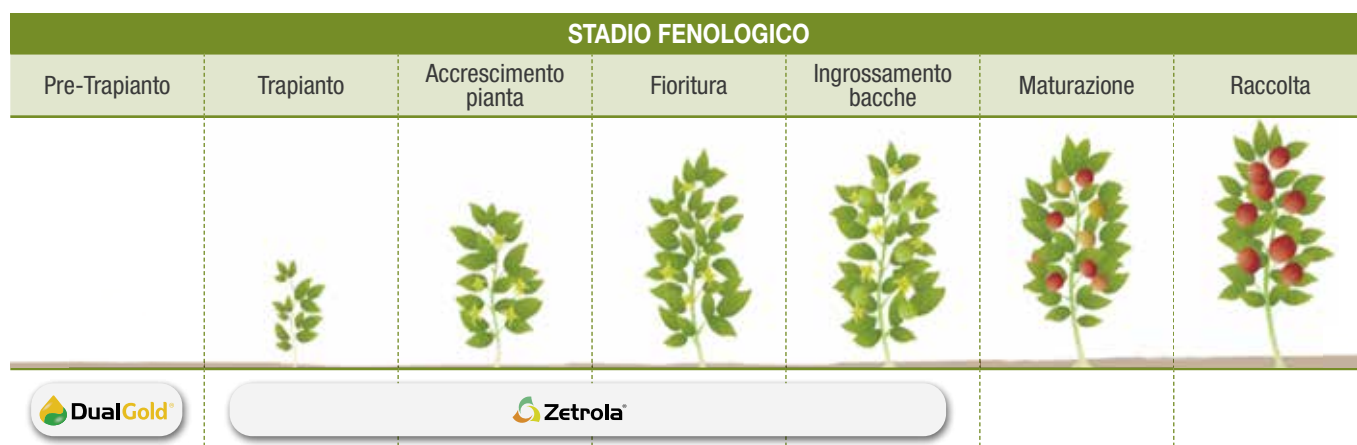 STADIO FENOLOGICO
Pre-Trapianto
Trapianto
Accrescimento
pianta
Fioritura
Ingrossamento
bacche
Maturazione
Raccolta
DualGold®
Zetrola®